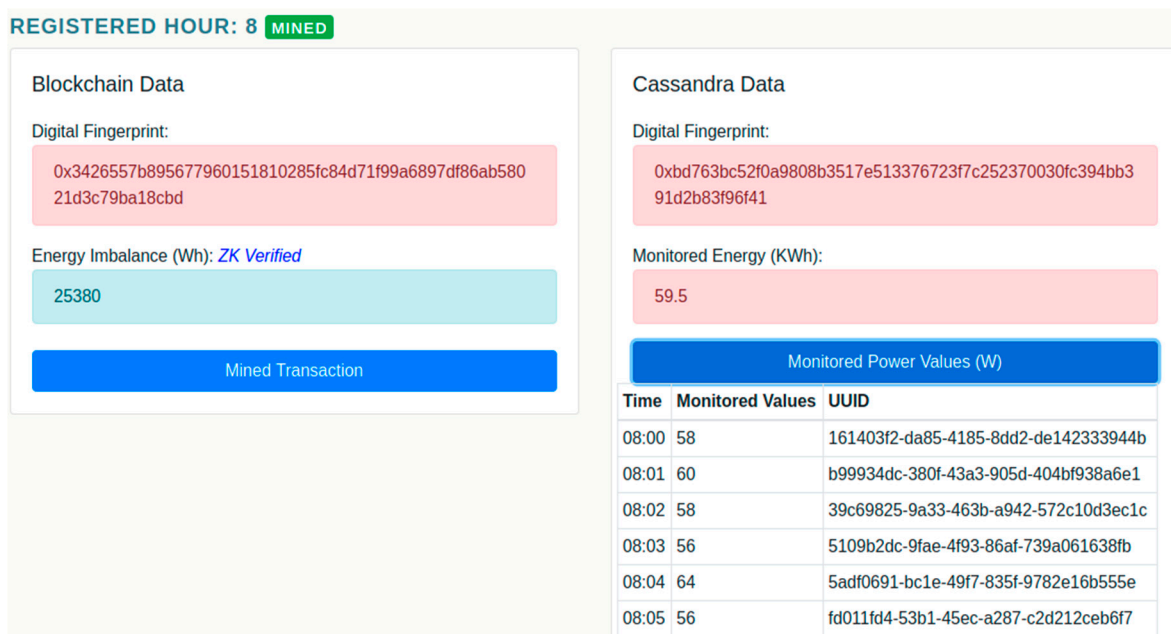 REGISTERED HOUR: 8 MINED
Blockchain Data
Digital Fingerprint:
0x3426557b895677960151810285fc84d71f99a6897df86ab580
21d3c79ba18cbd
Energy Imbalance (Wh): ZK Verified
25380
Mined Transaction
Cassandra Data
Digital Fingerprint:
0xbd763bc52f0a9808b3517e513376723f7c252370030fc394bb3
91d2b83f96f41
Monitored Energy (KWh):
59.5
Monitored Power Values (W)
Time Monitored Values UUID
08:00 58 161403f2-da85-4185-8dd2-de142333944b
08:01 60 b99934dc-380f-43a3-905d-404bf938a6e1
08:02 58 39c69825-9a33-463b-a942-572c10d3ec1c
08:03 56 5109b2dc-9fae-4f93-86af-739a061638fb
08:04 64 5adf0691-bc1e-49f7-835f-9782e16b555e
08:05 56 fd011fd4-53b1-45ec-a287-c2d212ceb6f7